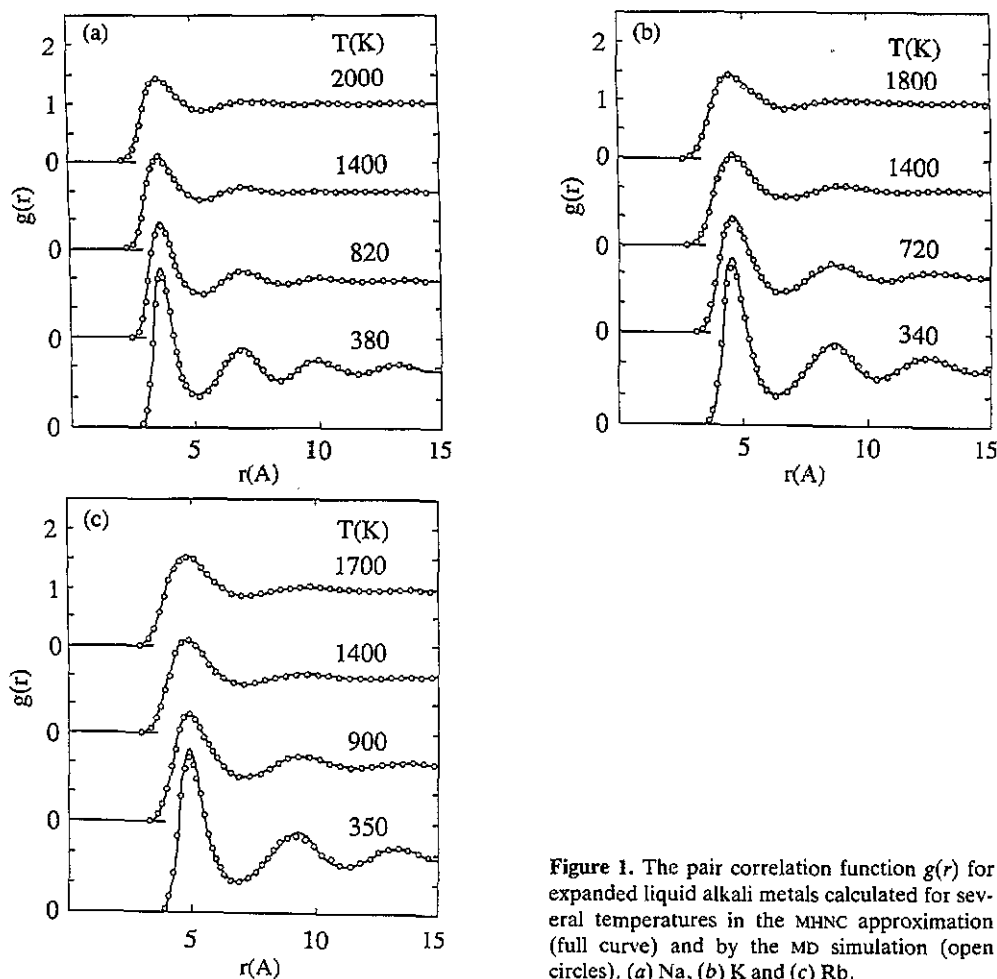 (a)
T(K)
2
2000
1
1400
0
g(r)
820
0
380
0
0
5
10
15
r(A)
(b)
T(K)
2
1800
1
1400
0
g(r)
720
0
340
0
0
5
10
15
r(A)
(c)
T(K)
2
1700
1
1400
0
g(r)
900
0
350
0
0
5
10
15
r(A)
Figure 1. The pair correlation function g(r) for
expanded liquid alkali metals calculated for sev-
eral temperatures in the MHNC approximation
(full curve) and by the MD simulation (open
circles). (a) Na, (b) K and (c) Rb.